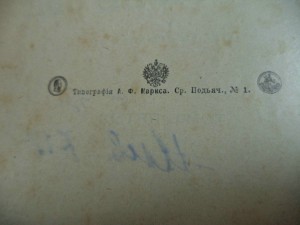 Типографія А. Ф. Маркса, Ср. Подьяч., № 1.